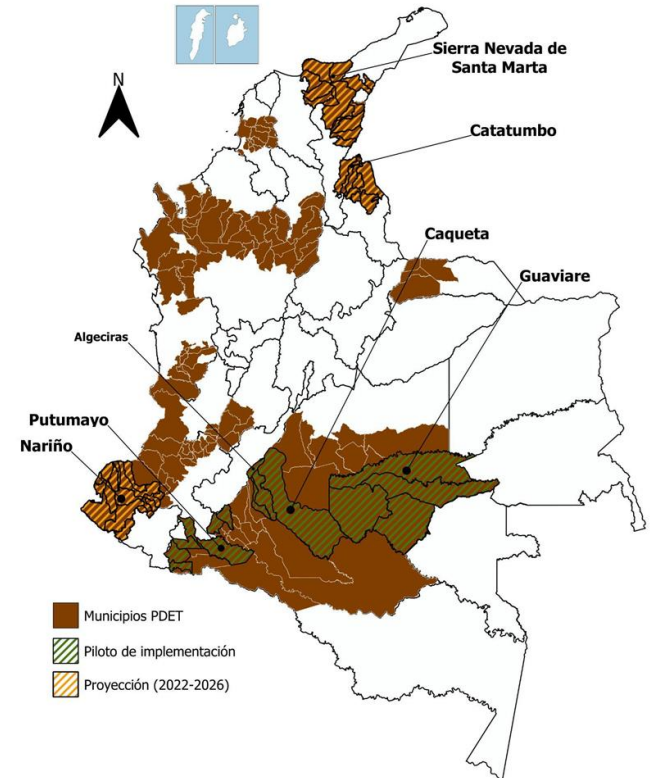 Sierra Nevada de
Santa Marta
N
Catatumbo
Caqueta
Guaviare
Algeciras
Putumayo
Nariño
Municipios PDET
Piloto de implementación
Proyección (2022-2026)